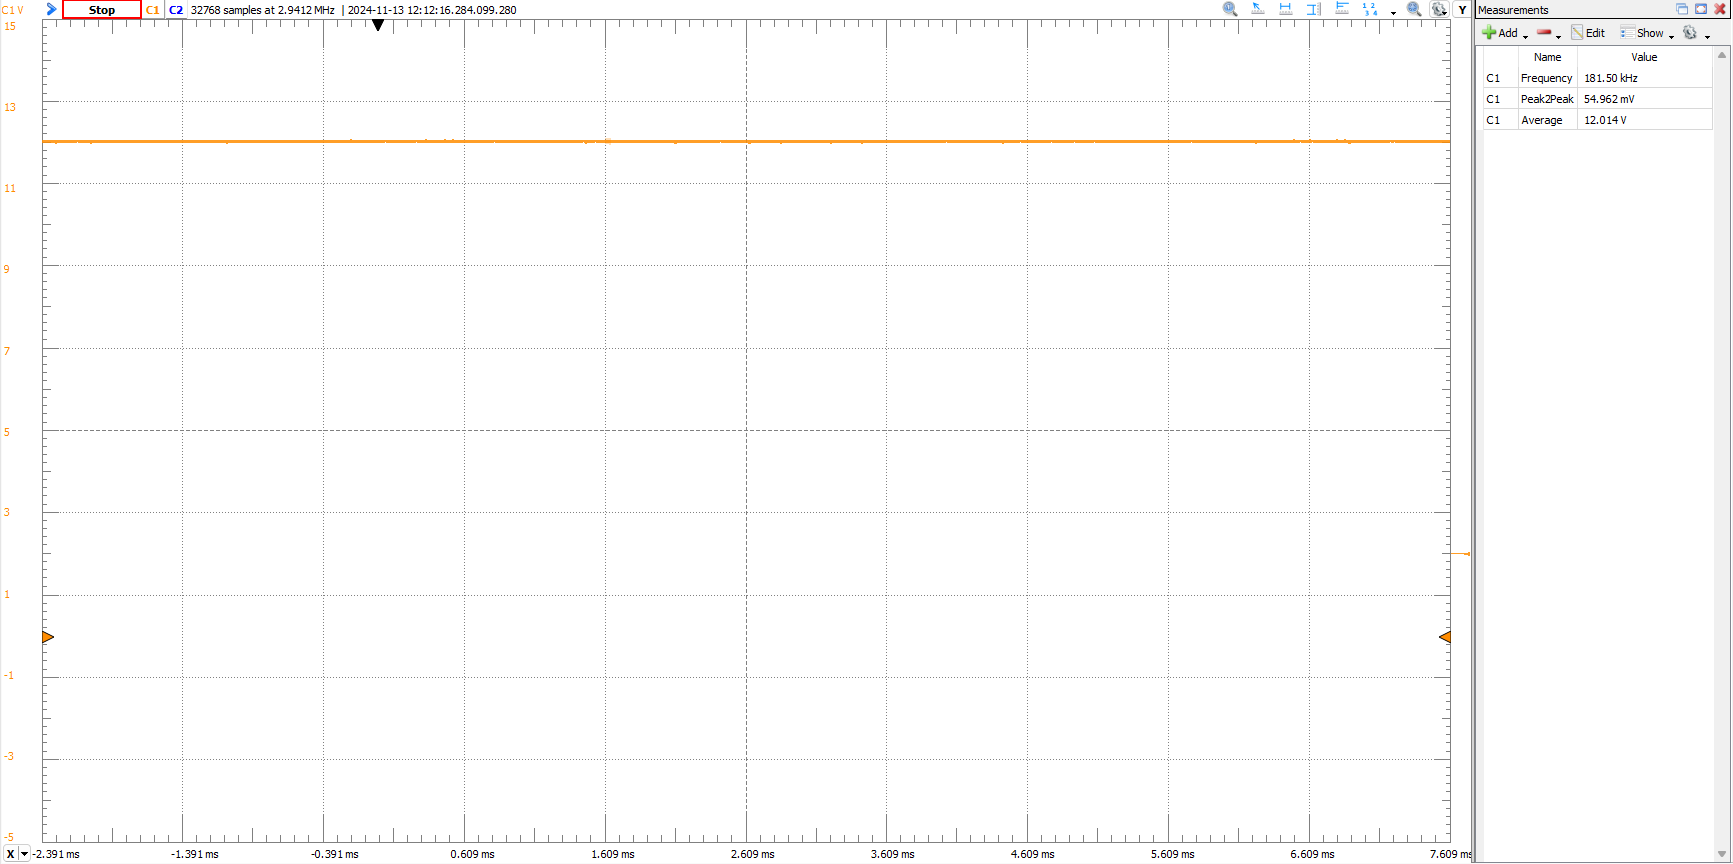 C1 V Stop C1 C2 32768 samples at 2.9412 MHz | 2024-11-13 12:12:16.284.099.280 Y
15
13
11
9
7
5
3
1
-1
-3
-5
X -2.391 ms -1.391 ms -0.391 ms 0.609 ms 1.609 ms 2.609 ms 3.609 ms 4.609 ms 5.609 ms 6.609 ms 7.609 ms
Measurements
Add Edit Show
Name Value
C1 Frequency 181.50 kHz
C1 Peak2Peak 54.962 mV
C1 Average 12.014 V